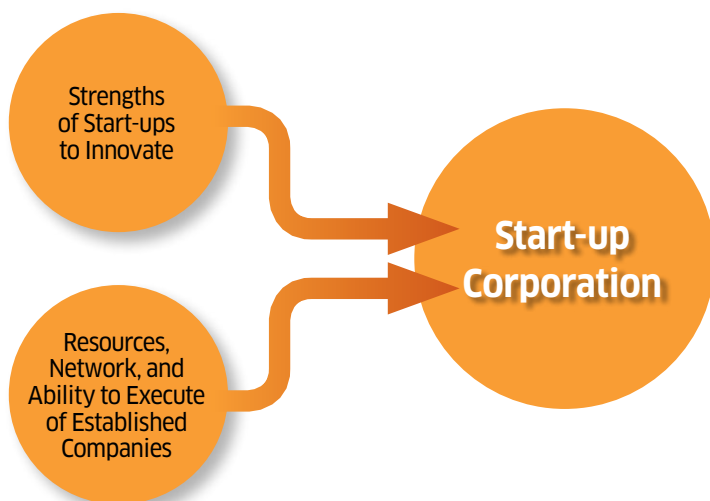 Strengths
of Start-ups
to Innovate
Start-up
Corporation
Resources,
Network, and
Ability to Execute
of Established
Companies